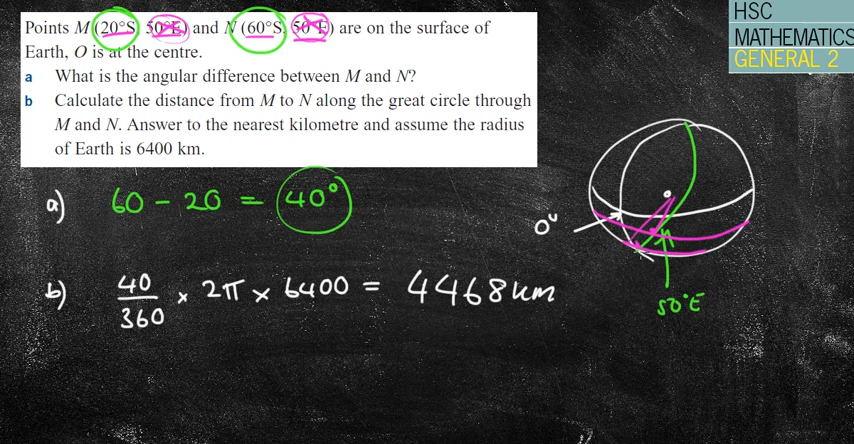 Points M (20°S, 50°E) and N (60°S, 50°E) are on the surface of
Earth, O is at the centre.
a What is the angular difference between M and N?
b Calculate the distance from M to N along the great circle through
M and N. Answer to the nearest kilometre and assume the radius
of Earth is 6400 km.
HSC
MATHEMATICS
GENERAL 2
a) 60 - 20 = 40°
b) 40/360 × 2π × 6400 = 4468km
0°
50°E